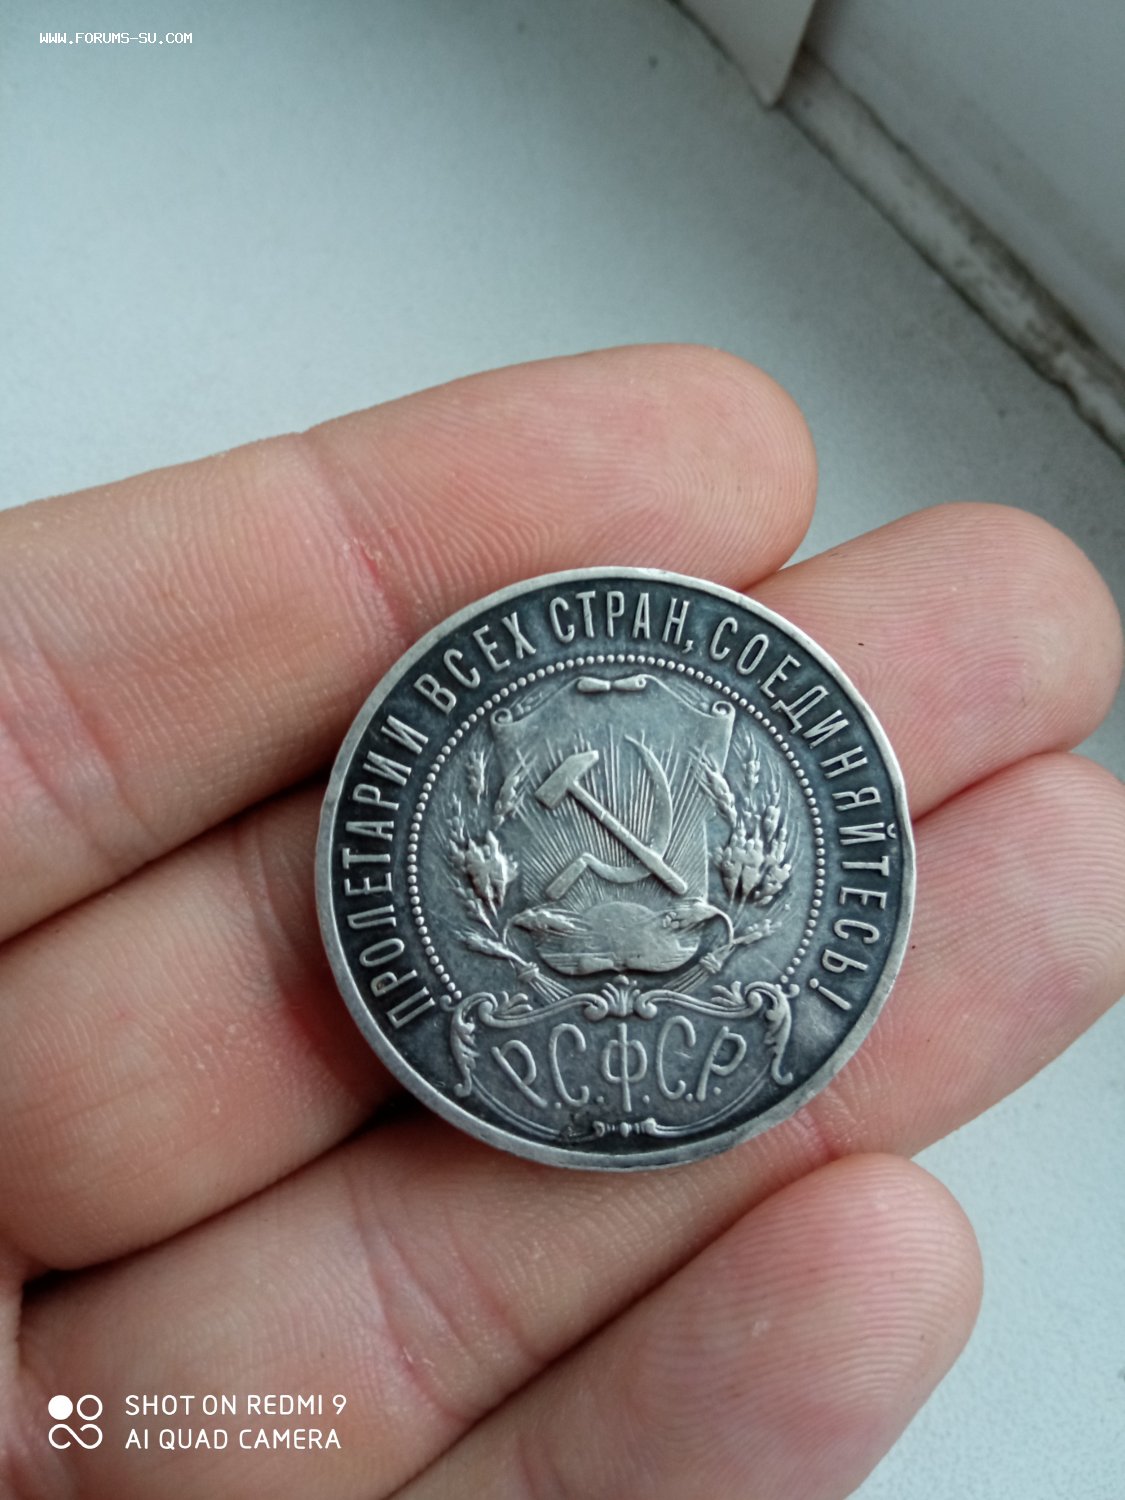 WWW.FORUMS-SU.COM
ПРОЛЕТАРИИ ВСЕХ СТРАН, СОЕДИНЯЙТЕСЬ!
Р.С.Ф.С.Р.
SHOT ON REDMI 9
AI QUAD CAMERA